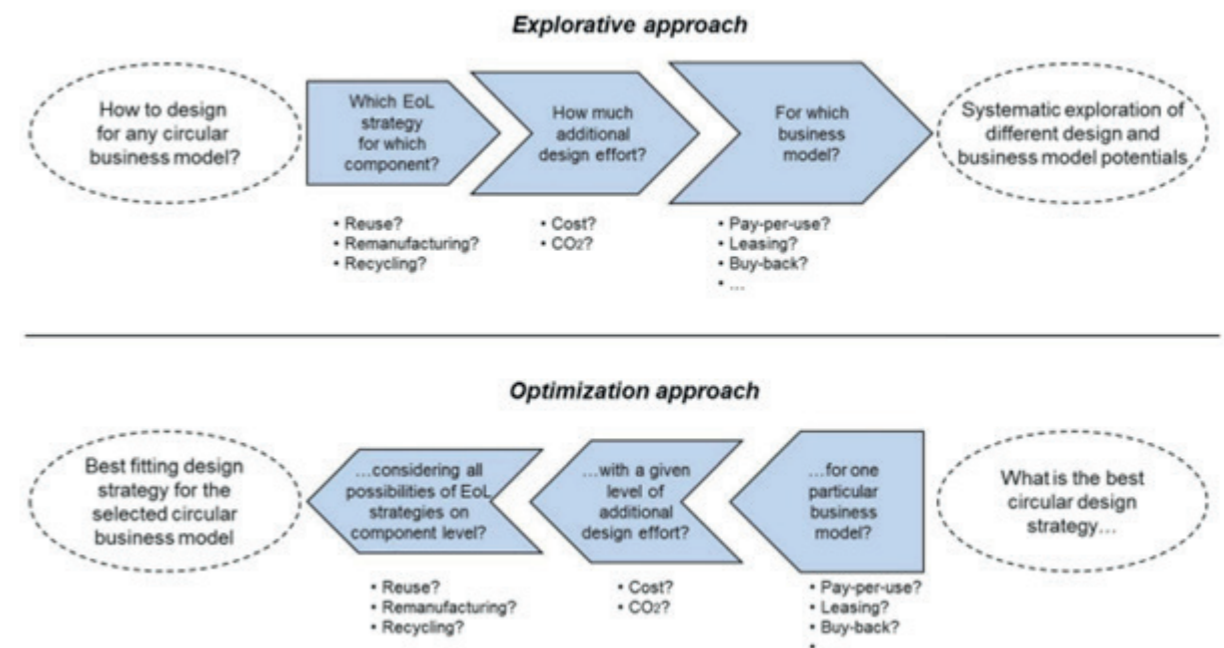 Explorative approach
How to design
for any circular
business model?
Which EoL
strategy
for which
component?
How much
additional
design effort?
For which
business
model?
Systematic exploration of
different design and
business model potentials
• Reuse?
• Remanufacturing?
• Recycling?
• Cost?
• CO2?
• Pay-per-use?
• Leasing?
• Buy-back?
• ...
Optimization approach
Best fitting design
strategy for the
selected circular
business model
...considering all
possibilities of EoL
strategies on
component level?
...with a given
level of
additional
design effort?
...for one
particular
business
model?
What is the best
circular design
strategy...
• Reuse?
• Remanufacturing?
• Recycling?
• Cost?
• CO2?
• Pay-per-use?
• Leasing?
• Buy-back?